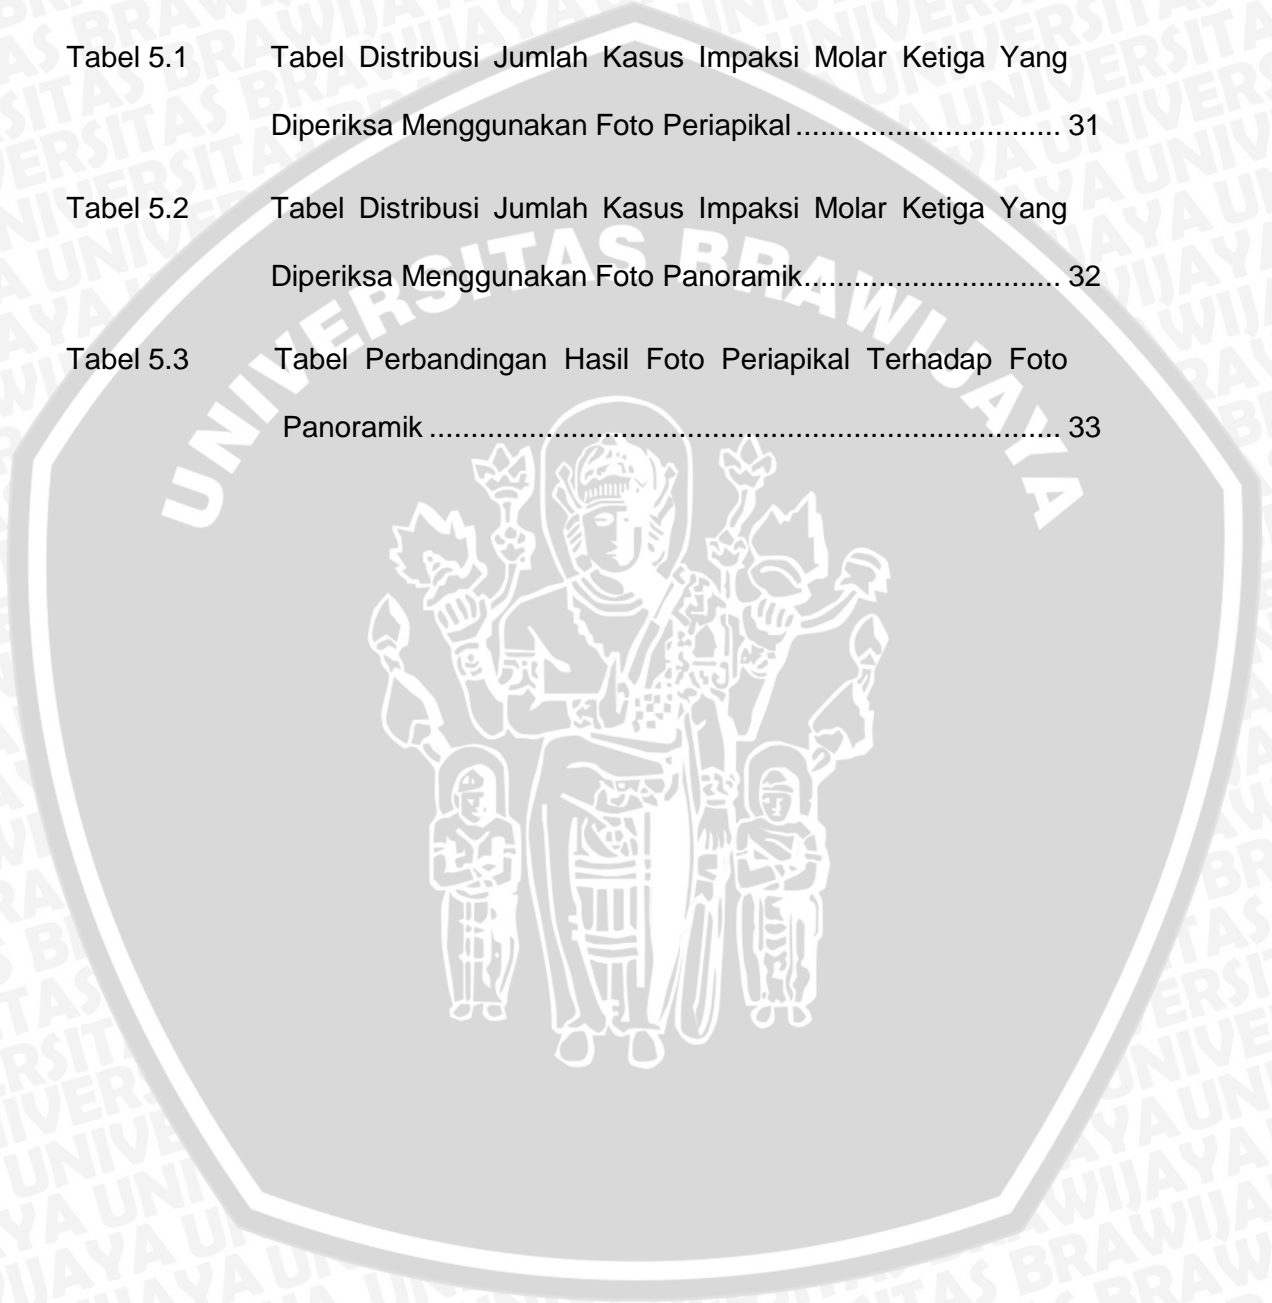 Tabel 5.1 Tabel Distribusi Jumlah Kasus Impaksi Molar Ketiga Yang
Diperiksa Menggunakan Foto Periapikal ................................ 31
Tabel 5.2 Tabel Distribusi Jumlah Kasus Impaksi Molar Ketiga Yang
Diperiksa Menggunakan Foto Panoramik............................... 32
Tabel 5.3 Tabel Perbandingan Hasil Foto Periapikal Terhadap Foto
Panoramik ............................................................................ 33
UNIVERSITAS BRAWIJAYA